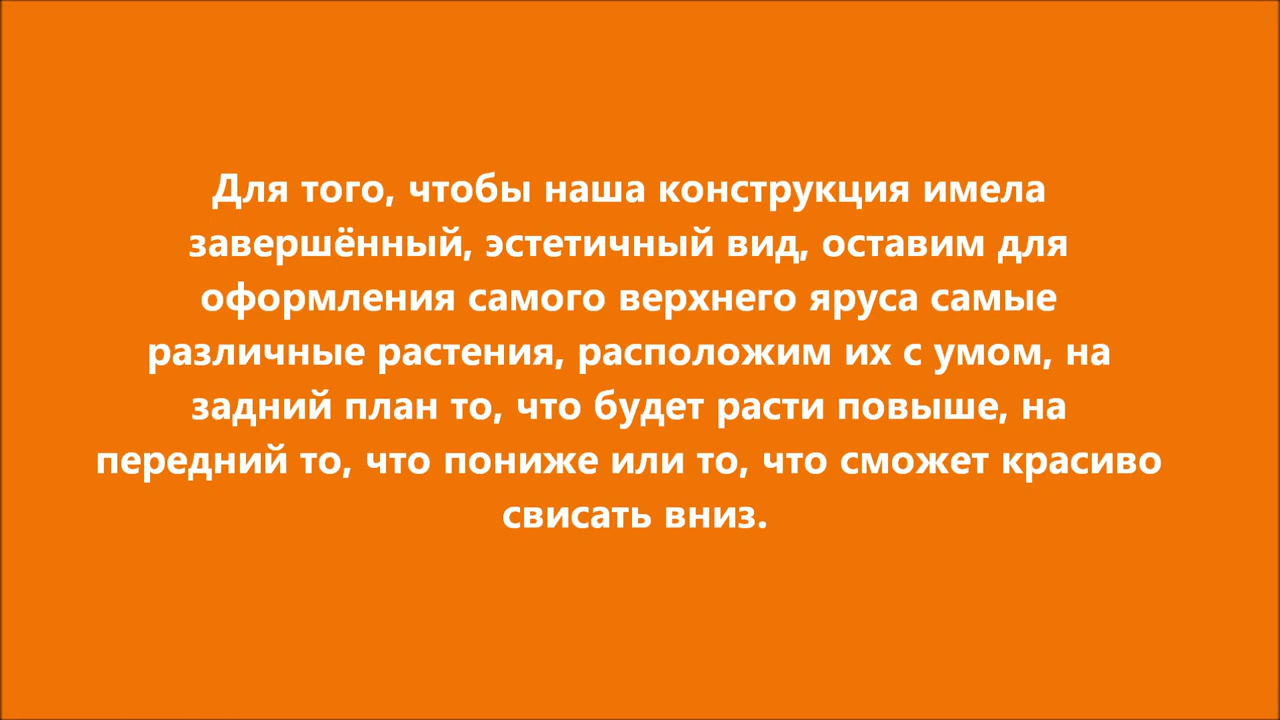 Для того, чтобы наша конструкция имела
завершённый, эстетичный вид, оставим для
оформления самого верхнего яруса самые
различные растения, расположим их с умом, на
задний план то, что будет расти повыше, на
передний то, что пониже или то, что сможет красиво
свисать вниз.